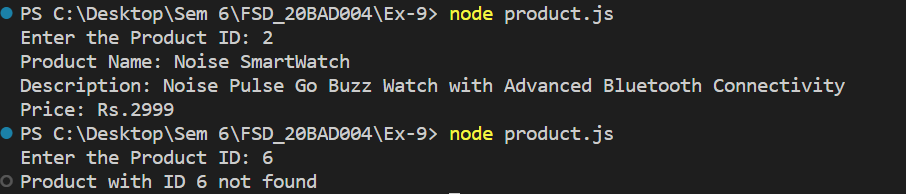 PS C:\Desktop\Sem 6\FSD_20BAD004\Ex-9> node product.js
Enter the Product ID: 2
Product Name: Noise SmartWatch
Description: Noise Pulse Go Buzz Watch with Advanced Bluetooth Connectivity
Price: Rs.2999
PS C:\Desktop\Sem 6\FSD_20BAD004\Ex-9> node product.js
Enter the Product ID: 6
Product with ID 6 not found